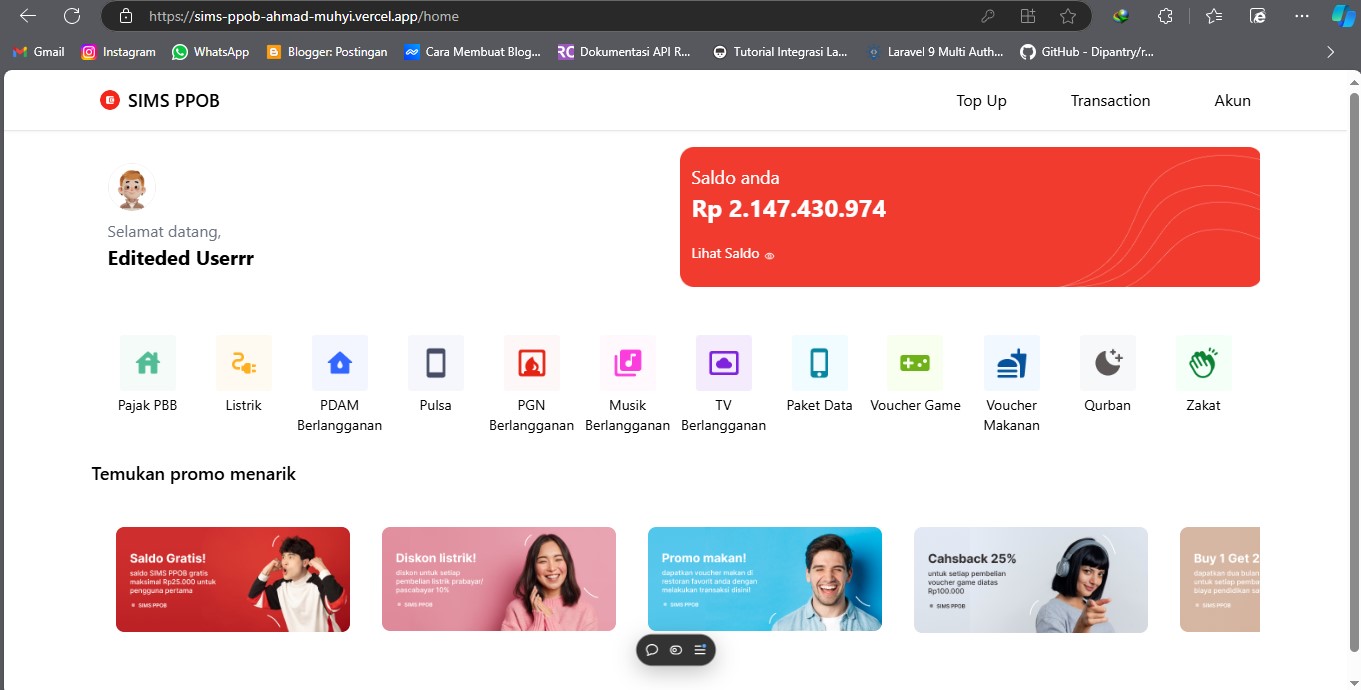 https://sims-ppob-ahmad-muhyi.vercel.app/home
Gmail
Instagram
WhatsApp
Blogger: Postingan
Cara Membuat Blog...
Dokumentasi API R...
Tutorial Integrasi La...
Laravel 9 Multi Auth...
GitHub - Dipantry/r...
SIMS PPOB
Top Up
Transaction
Akun
Selamat datang,
Editeded Userrr
Saldo anda
Rp 2.147.430.974
Lihat Saldo
Pajak PBB
Listrik
PDAM
Berlangganan
Pulsa
PGN
Berlangganan
Musik
Berlangganan
TV
Berlangganan
Paket Data
Voucher Game
Voucher
Makanan
Qurban
Zakat
Temukan promo menarik
Saldo Gratis!
saldo SIMS PPOB gratis
maksimal Rp25.000 untuk
pengguna pertama
SIMS PPOB
Diskon listrik!
diskon untuk setiap
pembelian listrik prabayar/
pascabayar 10%
SIMS PPOB
Promo makan!
dapatkan voucher makan di
restoran favorit anda dengan
melakukan transaksi disini!
SIMS PPOB
Cahsback 25%
untuk setiap pembelian
voucher game diatas
Rp100.000
SIMS PPOB
Buy 1 Get 2
dapatkan dua bulan
untuk setiap pemb
biaya pendidikan sa
SIMS PPOB